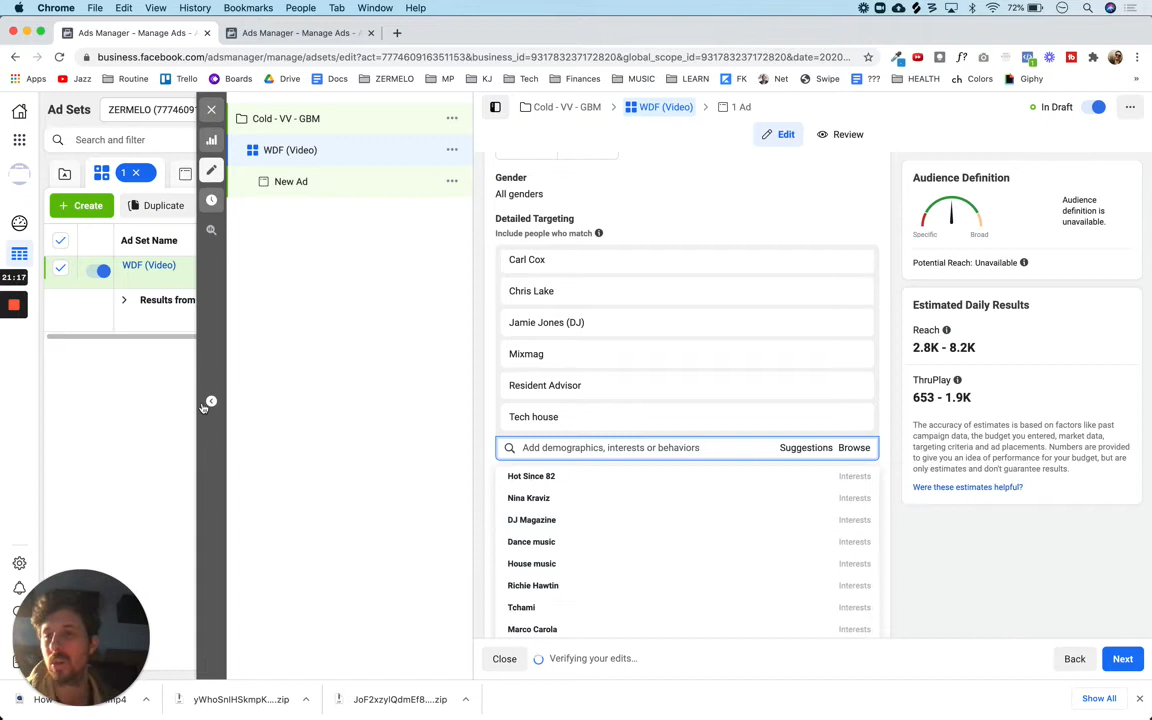 Chrome File Edit View History Bookmarks People Tab Window Help 72%
Ads Manager - Manage Ads - Ads Manager - Manage Ads -
business.facebook.com/adsmanager/manage/adsets/edit?act=777460916351153&business_id=931783237172820&global_scope_id=931783237172820&date=2020...
Apps Jazz Routine Trello Boards Drive Docs ZERMELO MP KJ Tech Finances MUSIC LEARN FK Net Swipe ??? HEALTH ch Colors Giphy »
Ad Sets ZERMELO (7774609
Cold - VV - GBM
WDF (Video)
1 Ad
In Draft
Search and filter
Cold - VV - GBM
Edit Review
WDF (Video)
1
New Ad
Create Duplicate
Ad Set Name
WDF (Video)
Results from
21:17
Gender
All genders
Detailed Targeting
Include people who match
Carl Cox
Chris Lake
Jamie Jones (DJ)
Mixmag
Resident Advisor
Tech house
Add demographics, interests or behaviors Suggestions Browse
Hot Since 82 Interests
Nina Kraviz Interests
DJ Magazine Interests
Dance music Interests
House music Interests
Richie Hawtin Interests
Tchami Interests
Marco Carola Interests
Audience Definition
Audience
definition is
unavailable.
Specific Broad
Potential Reach: Unavailable
Estimated Daily Results
Reach
2.8K - 8.2K
ThruPlay
653 - 1.9K
The accuracy of estimates is based on factors like past
campaign data, the budget you entered, market data,
targeting criteria and ad placements. Numbers are provided
to give you an idea of performance for your budget, but are
only estimates and don't guarantee results.
Were these estimates helpful?
Close Verifying your edits... Back Next
yWhoSnIHSkmpK....zip JoF2xzyIQdmEf8....zip Show All